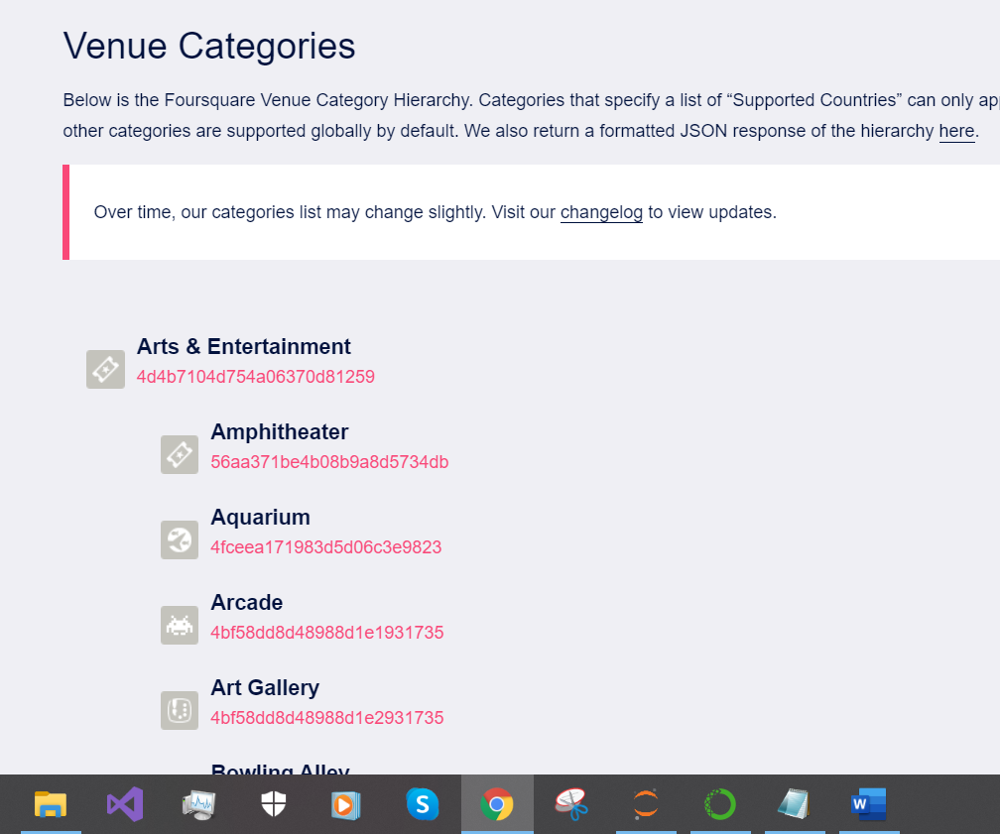 Venue Categories
Below is the Foursquare Venue Category Hierarchy. Categories that specify a list of “Supported Countries” can only
other categories are supported globally by default. We also return a formatted JSON response of the hierarchy here.
Over time, our categories list may change slightly. Visit our changelog to view updates.
Arts & Entertainment
4d4b7104d754a06370d81259
Amphitheater
56aa371be4b08b9a8d5734db
Aquarium
4fceea171983d5d06c3e9823
Arcade
4bf58dd8d48988d1e1931735
Art Gallery
4bf58dd8d48988d1e2931735
Bowling Alley
S
W